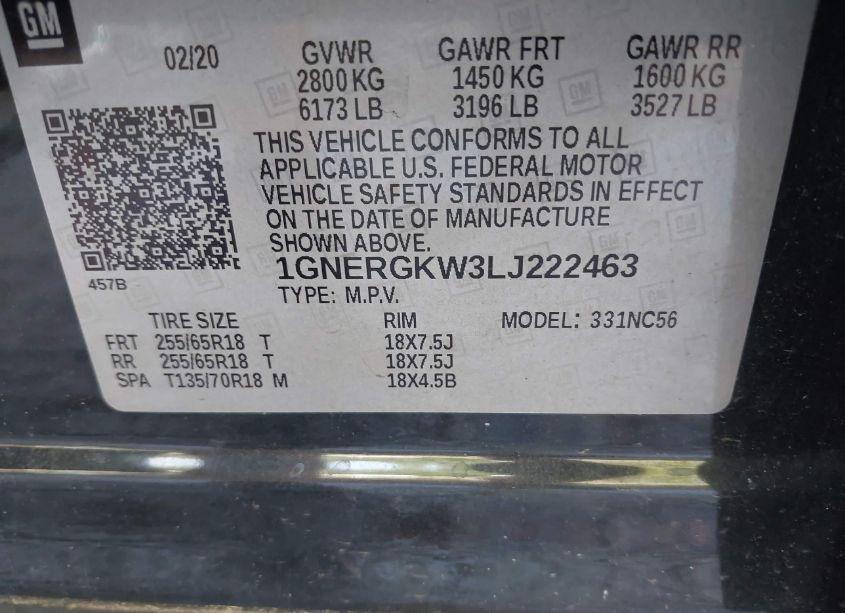 GM
02/20 GVWR GAWR FRT GAWR RR
2800 KG 1450 KG 1600 KG
6173 LB 3196 LB 3527 LB
THIS VEHICLE CONFORMS TO ALL
APPLICABLE U.S. FEDERAL MOTOR
VEHICLE SAFETY STANDARDS IN EFFECT
ON THE DATE OF MANUFACTURE
SHOWN ABOVE.
1GNERGKW3LJ222463
457B
TYPE: M.P.V.
TIRE SIZE RIM MODEL: 331NC56
FRT 255/65R18 T 18X7.5J
RR 255/65R18 T 18X7.5J
SPA T135/70R18 M 18X4.5B